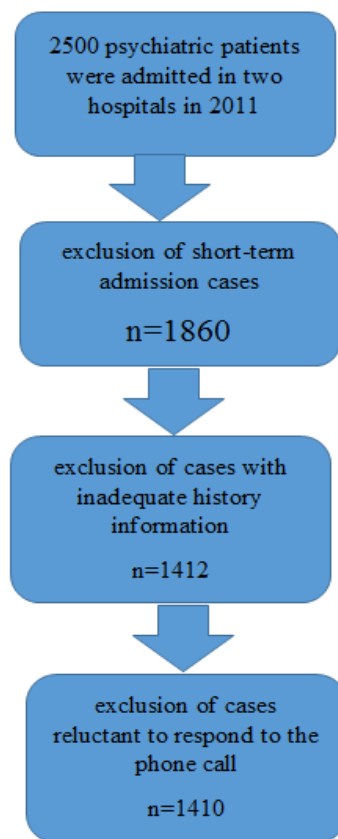 2500 psychiatric patients
were admitted in two
hospitals in 2011
exclusion of short-term
admission cases
n=1860
exclusion of cases with
inadequate history
information
n=1412
exclusion of cases
reluctant to respond to the
phone call
n=1410